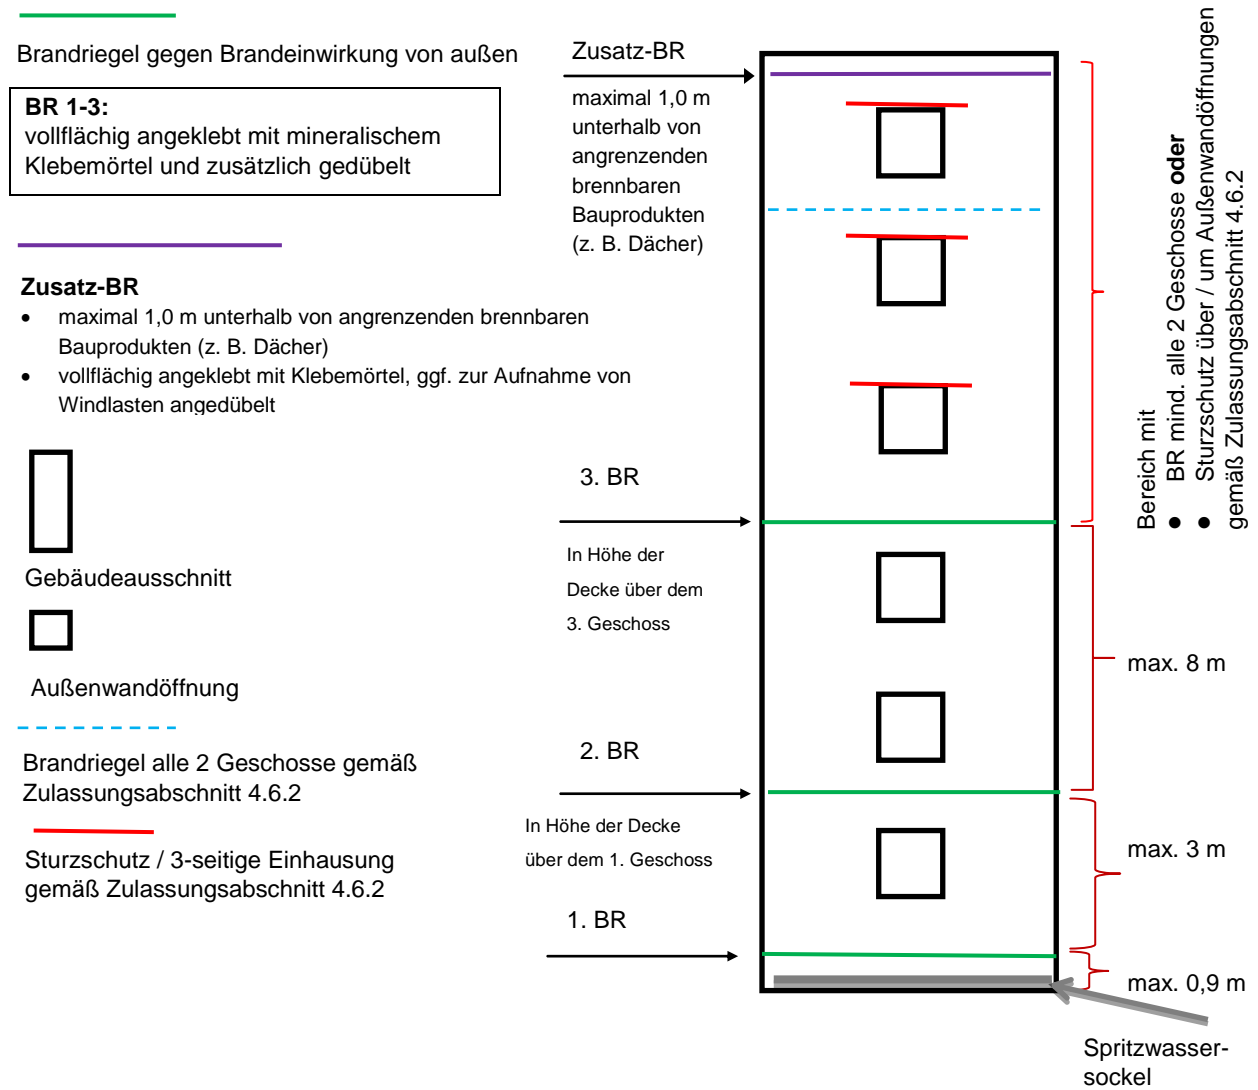 Brandriegel gegen Brandeinwirkung von außen
BR 1-3:
vollflächig angeklebt mit mineralischem
Klebemörtel und zusätzlich gedübelt
Zusatz-BR
• maximal 1,0 m unterhalb von angrenzenden brennbaren
Bauprodukten (z. B. Dächer)
• vollflächig angeklebt mit Klebemörtel, ggf. zur Aufnahme von
Windlasten angedübelt
Gebäudeausschnitt
Außenwandöffnung
Brandriegel alle 2 Geschosse gemäß
Zulassungsabschnitt 4.6.2
Sturzschutz / 3-seitige Einhausung
gemäß Zulassungsabschnitt 4.6.2
Zusatz-BR
maximal 1,0 m
unterhalb von
angrenzenden
brennbaren
Bauprodukten
(z. B. Dächer)
3. BR
In Höhe der
Decke über dem
3. Geschoss
2. BR
In Höhe der Decke
über dem 1. Geschoss
1. BR
Bereich mit
● BR mind. alle 2 Geschosse oder
● Sturzschutz über / um Außenwandöffnungen
gemäß Zulassungsabschnitt 4.6.2
max. 8 m
max. 3 m
max. 0,9 m
Spritzwasser-
sockel